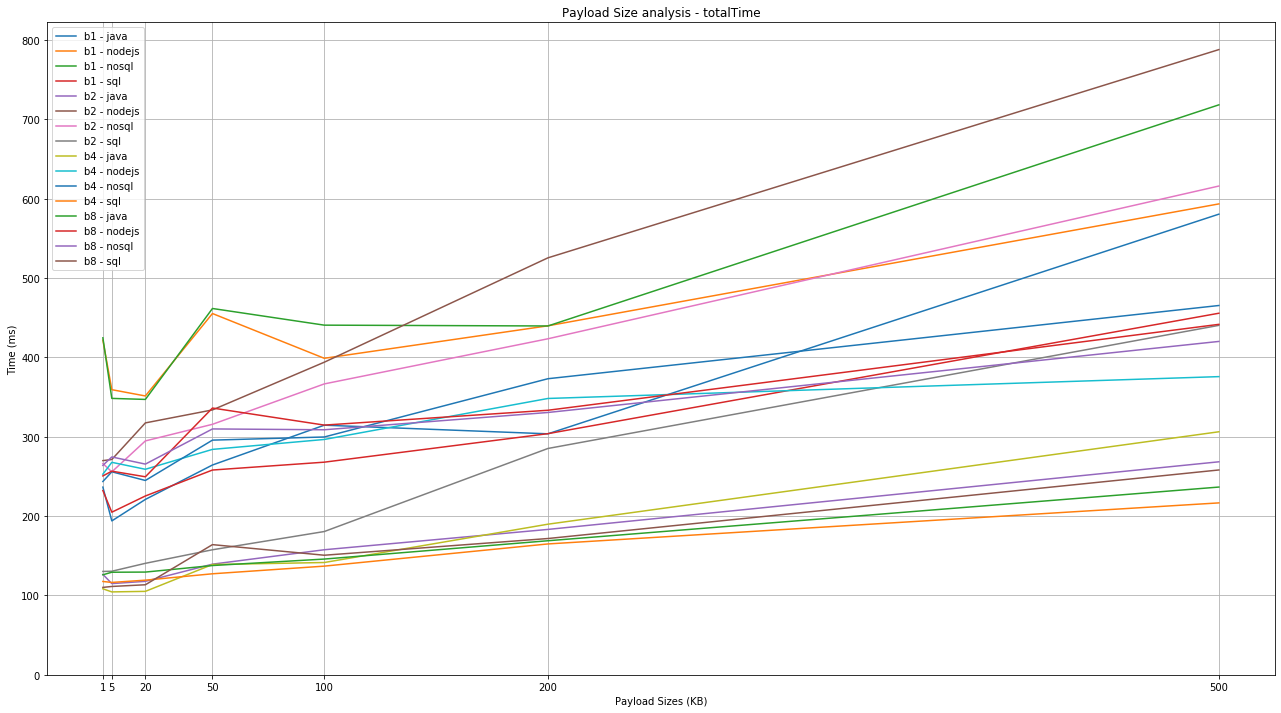 Payload Size analysis - totalTime
b1 - java
b1 - nodejs
b1 - nosql
b1 - sql
b2 - java
b2 - nodejs
b2 - nosql
b2 - sql
b4 - java
b4 - nodejs
b4 - nosql
b4 - sql
b8 - java
b8 - nodejs
b8 - nosql
b8 - sql
Time (ms)
800
700
600
500
400
300
200
100
0
1 5 20 50 100 200 500
Payload Sizes (KB)